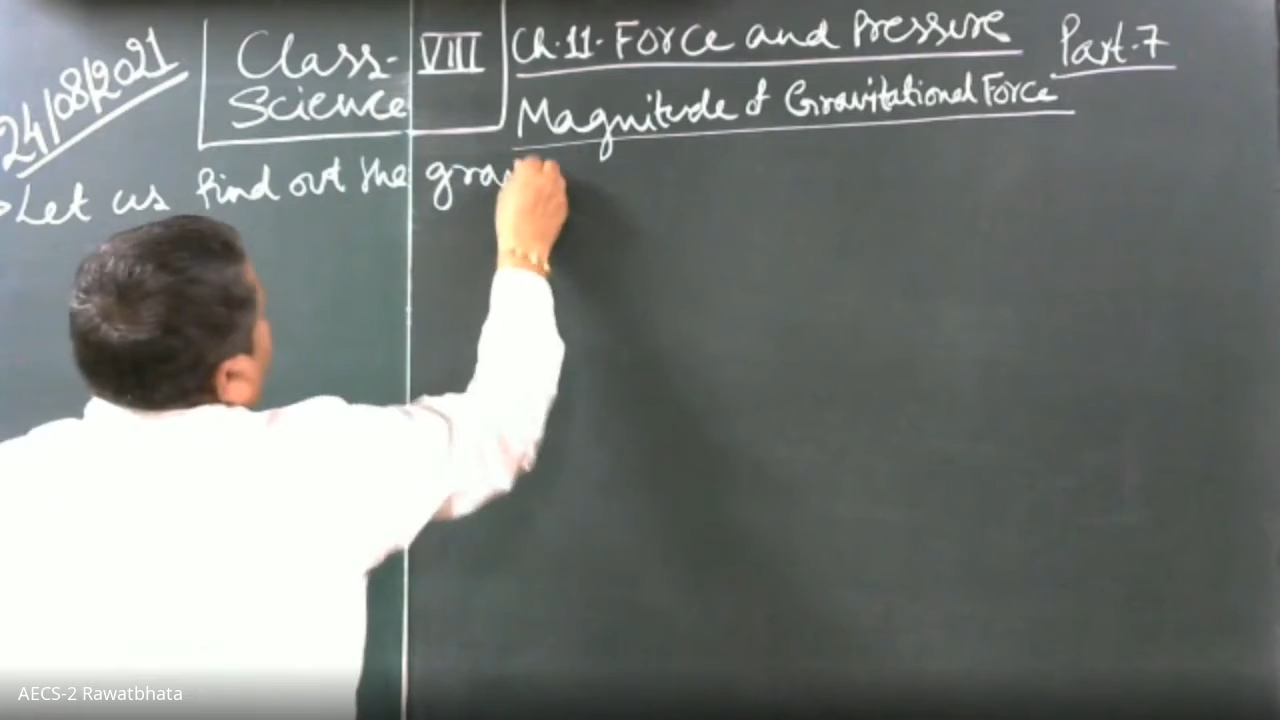 24/08/2021
Class- VIII
Science
Ch.11. Force and Pressure
Part.7
Magnitude of Gravitational Force
Let us find out the gra
AECS-2 Rawatbhata